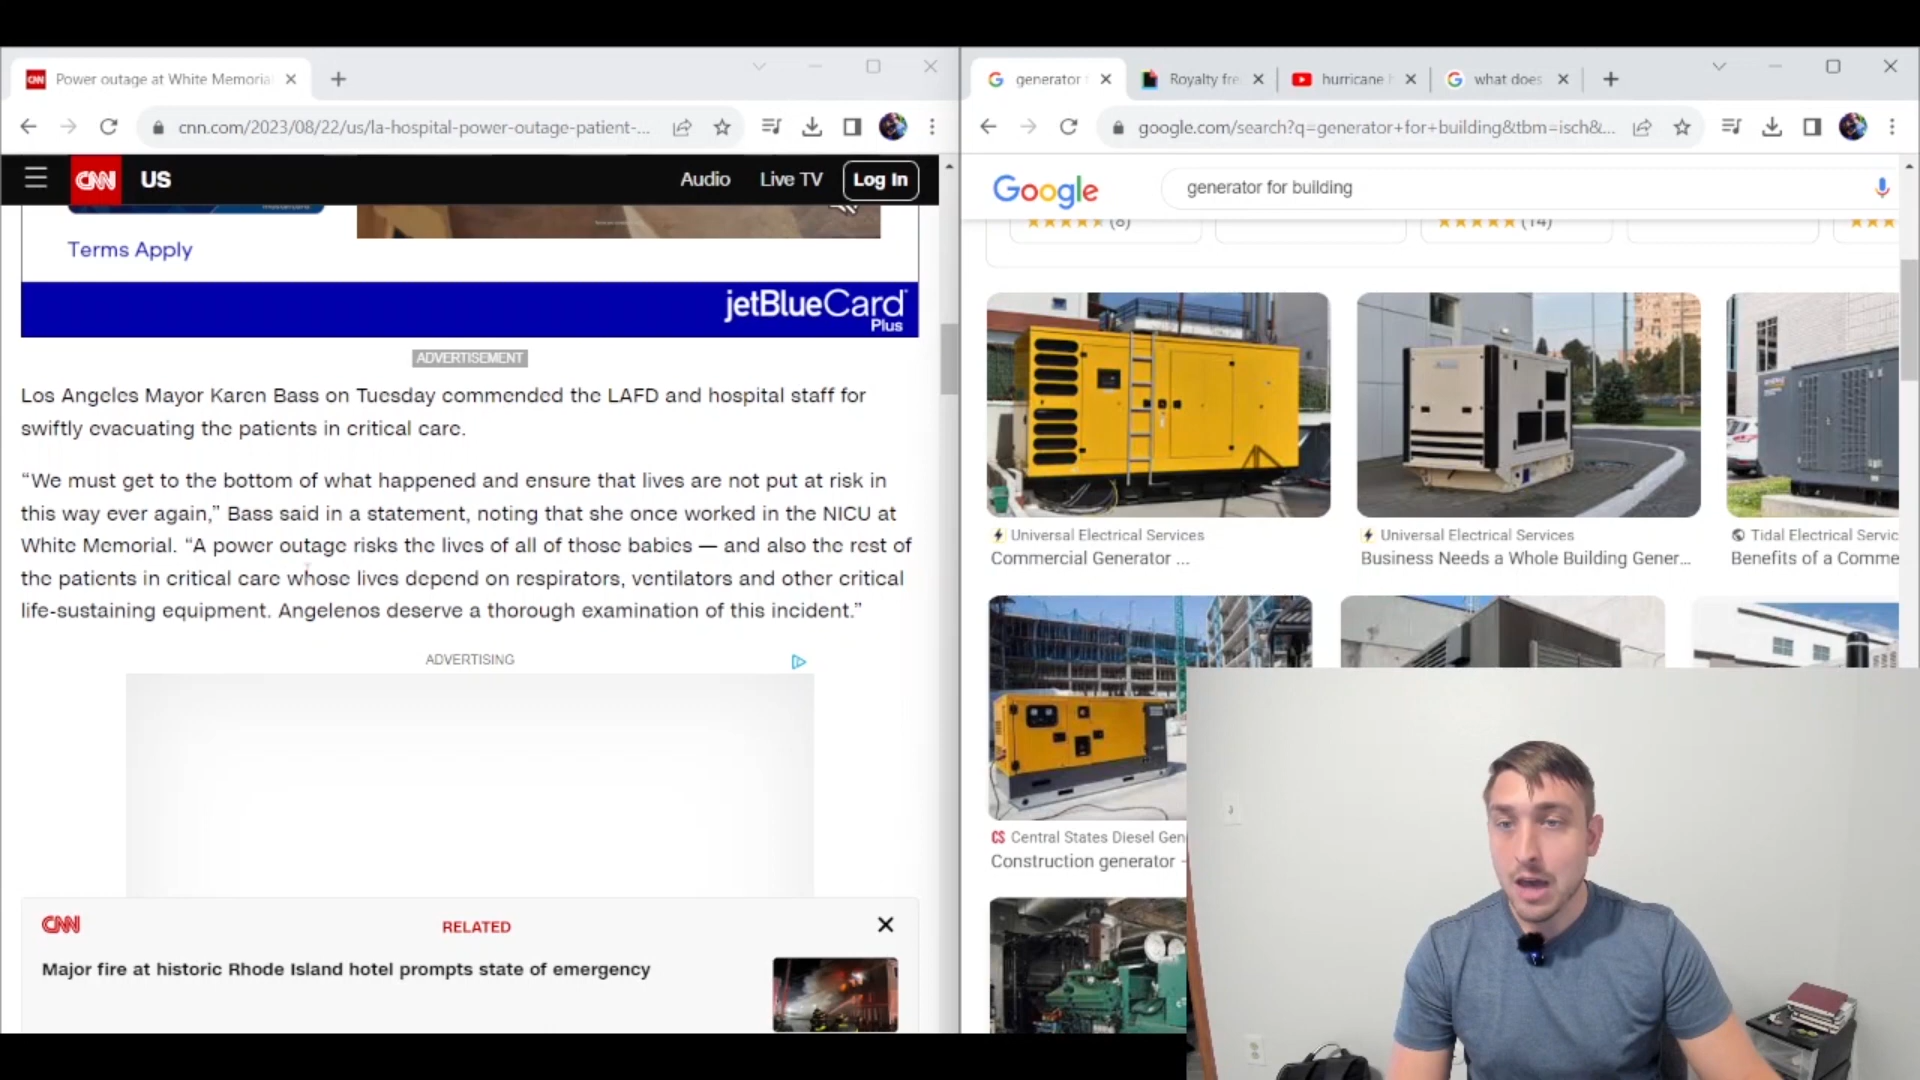 CNN Power outage at White Memorial
cnn.com/2023/08/22/us/la-hospital-power-outage-patient-...
CNN US Audio Live TV Log In
Terms Apply
jetBlueCard
Plus
ADVERTISEMENT
Los Angeles Mayor Karen Bass on Tuesday commended the LAFD and hospital staff for
swiftly evacuating the patients in critical care.
“We must get to the bottom of what happened and ensure that lives are not put at risk in
this way ever again,” Bass said in a statement, noting that she once worked in the NICU at
White Memorial. “A power outage risks the lives of all of those babies — and also the rest of
the patients in critical care whose lives depend on respirators, ventilators and other critical
life-sustaining equipment. Angelenos deserve a thorough examination of this incident.”
ADVERTISING
CNN RELATED
Major fire at historic Rhode Island hotel prompts state of emergency
generator Royalty fre hurricane what does
google.com/search?q=generator+for+building&tbm=isch&...
Google generator for building
(8) (14)
Universal Electrical Services
Commercial Generator ...
Universal Electrical Services
Business Needs a Whole Building Gener...
Tidal Electrical Servic
Benefits of a Comme
CS Central States Diesel Gen
Construction generator -